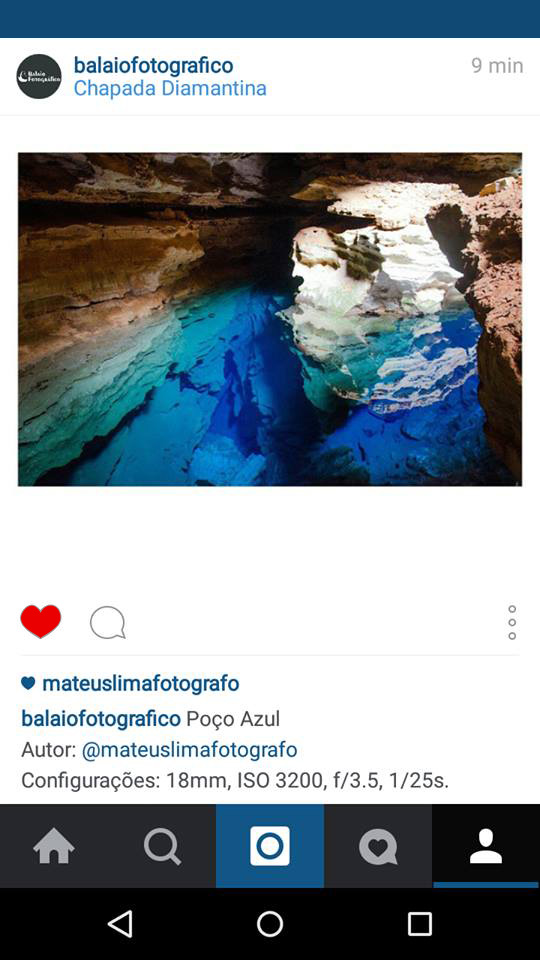 Balaio
Fotográfico
balaiofotografico
9 min
Chapada Diamantina
mateuslimafotografo
balaiofotografico Poço Azul
Autor: @mateuslimafotografo
Configurações: 18mm, ISO 3200, f/3.5, 1/25s.